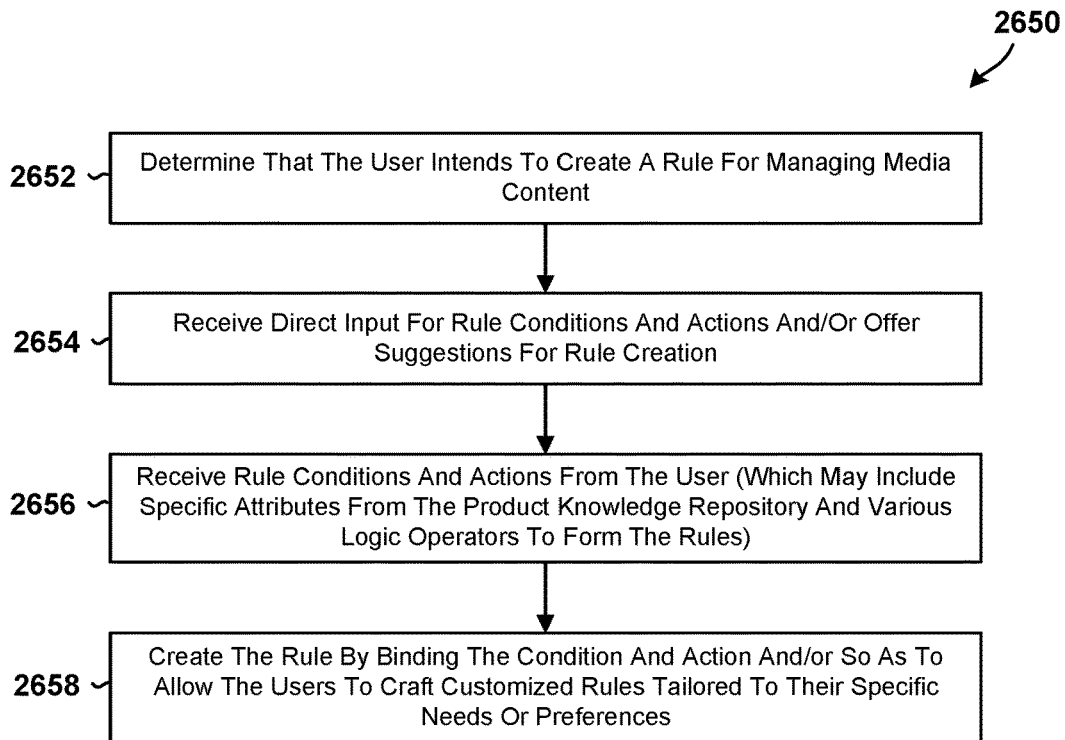 2650
2652
Determine That The User Intends To Create A Rule For Managing Media
Content
2654
Receive Direct Input For Rule Conditions And Actions And/Or Offer
Suggestions For Rule Creation
2656
Receive Rule Conditions And Actions From The User (Which May Include
Specific Attributes From The Product Knowledge Repository And Various
Logic Operators To Form The Rules)
2658
Create The Rule By Binding The Condition And Action And/or So As To
Allow The Users To Craft Customized Rules Tailored To Their Specific
Needs Or Preferences